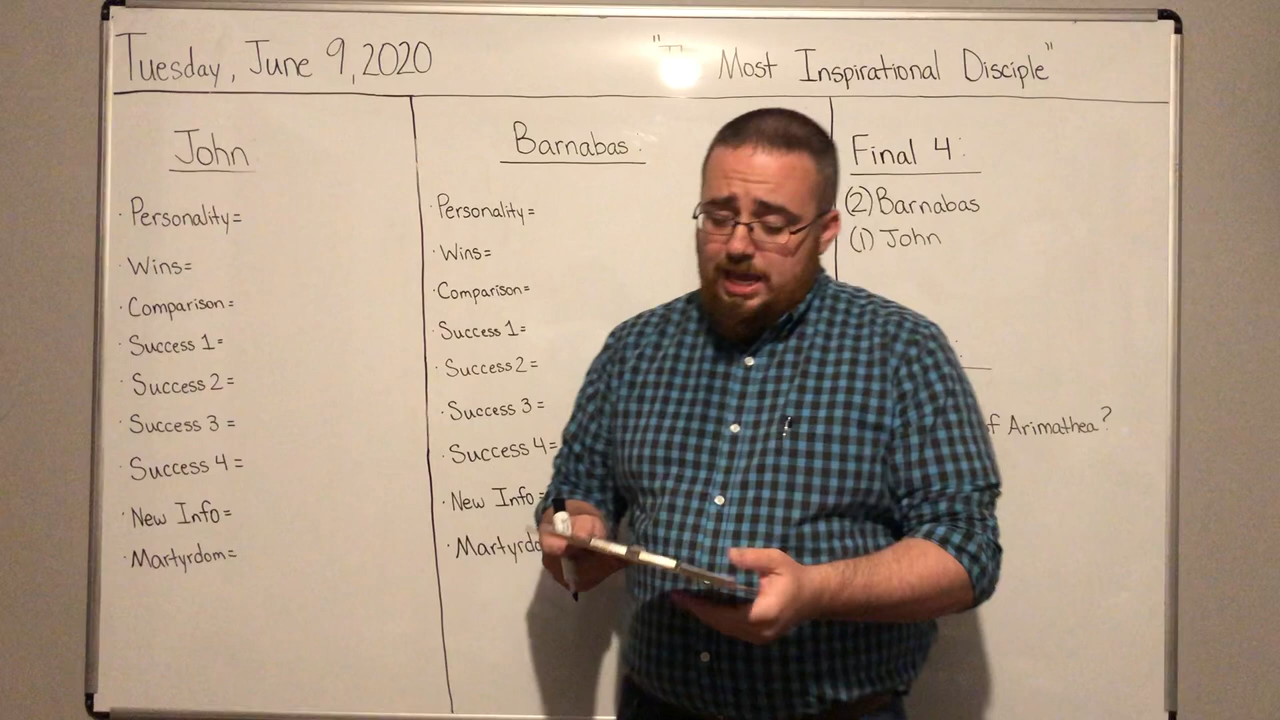 Tuesday, June 9, 2020
" Most Inspirational Disciple"
John
· Personality=
· Wins=
· Comparison=
· Success 1=
· Success 2=
· Success 3=
· Success 4=
· New Info=
· Martyrdom=
Barnabas:
· Personality=
· Wins=
· Comparison=
· Success 1=
· Success 2=
· Success 3=
· Success 4=
· New Info=
· Martyrdo
Final 4:
(2) Barnabas
(1) John
f Arimathea?